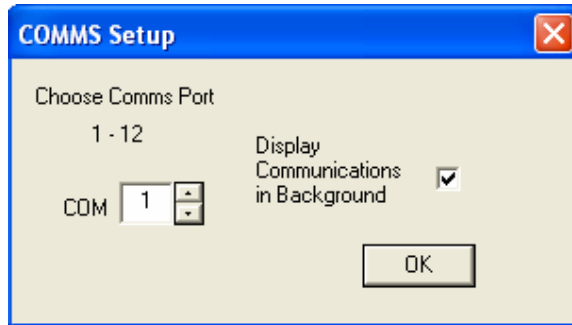 COMMS Setup
Choose Comms Port
1 - 12
Display
Communications
in Background
COM 1
OK